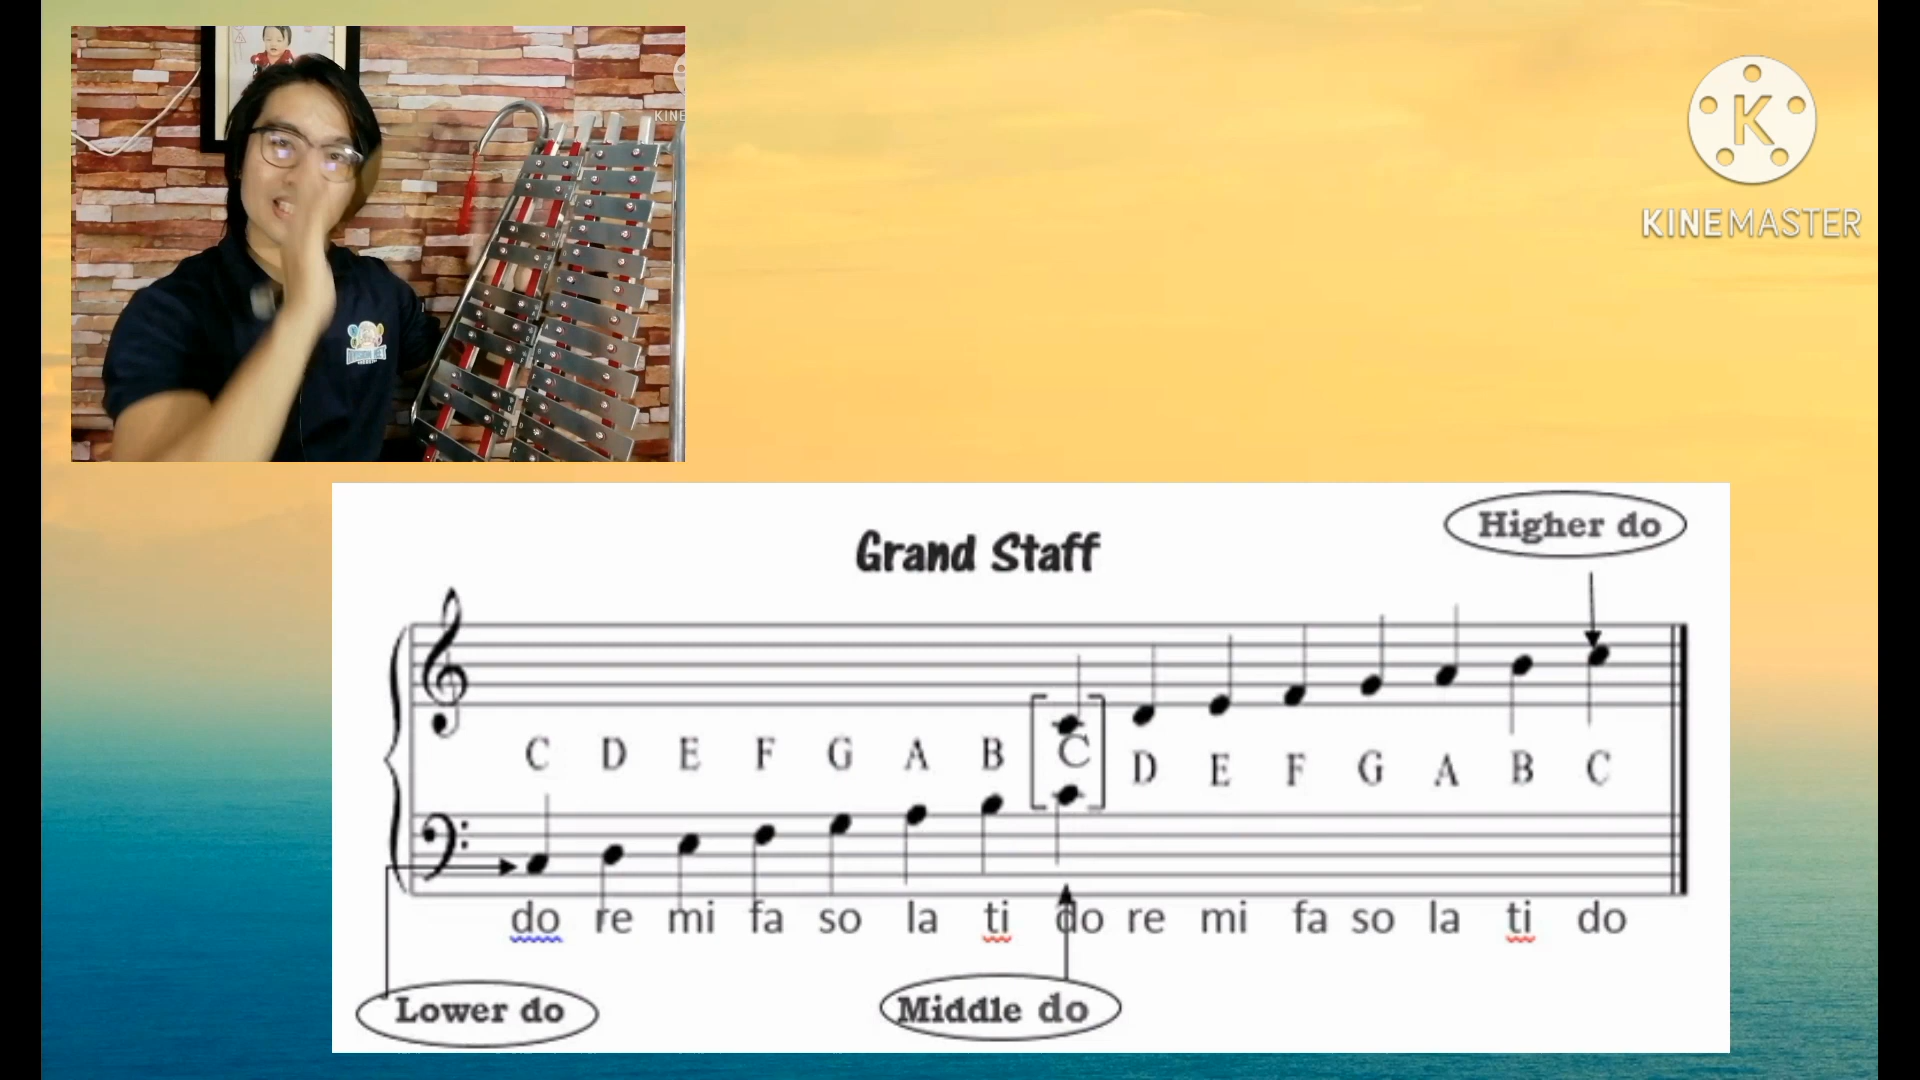 KINE
KINEMASTER
Higher do
Grand Staff
C D E F G A B C D E F G A B C
do re mi fa so la ti do re mi fa so la ti do
Lower do
Middle do